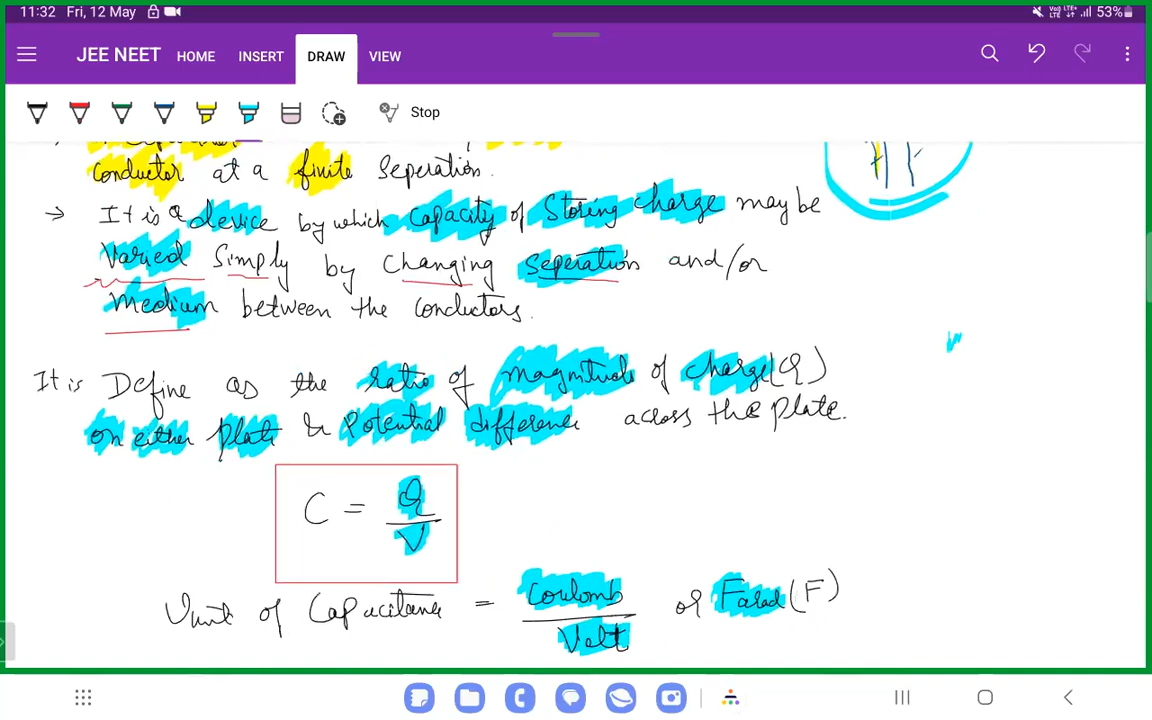 11:32 Fri, 12 May
53%
JEE NEET HOME INSERT DRAW VIEW
Stop
conductor at a finite Seperation.
→ It is a device by which Capacity of Storing charge may be
Varied Simply by Changing Seperation and/or
Medium between the conductors.
It is Define as the ratio of magnitude of charge (Q)
on either plate & Potential difference across the plate.
C = Q
V
Unit of Capacitance = Coulomb or Farad (F)
Volt